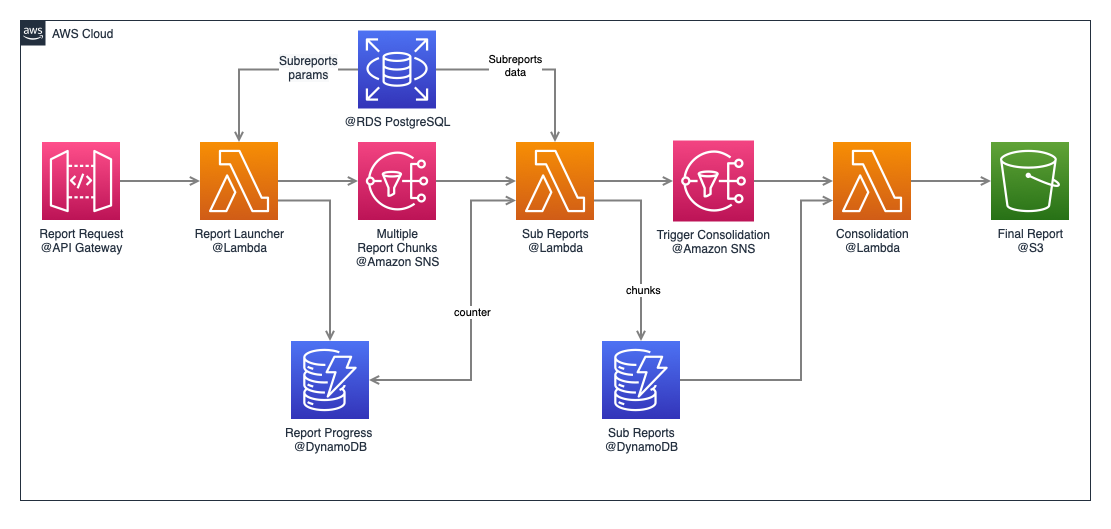 aws
AWS Cloud
Subreports
params
Subreports
data
@RDS PostgreSQL
Report Request
@API Gateway
Report Launcher
@Lambda
Multiple
Report Chunks
@Amazon SNS
Sub Reports
@Lambda
Trigger Consolidation
@Amazon SNS
Consolidation
@Lambda
Final Report
@S3
counter
chunks
Report Progress
@DynamoDB
Sub Reports
@DynamoDB